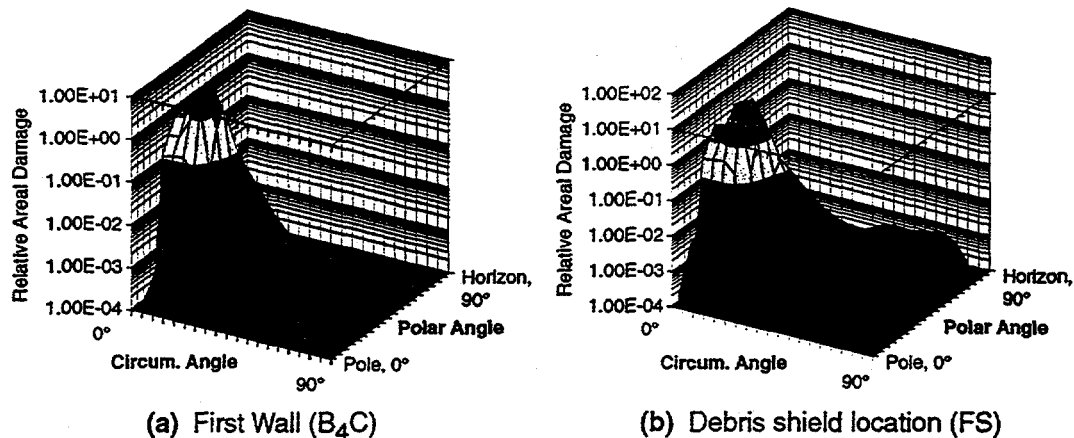 Relative Areal Damage
1.00E+01
1.00E+00
1.00E-01
1.00E-02
1.00E-03
1.00E-04
0°
Circum. Angle
90°
Pole, 0°
Polar Angle
Horizon,
90°
(a) First Wall (B₄C)
Relative Areal Damage
1.00E+02
1.00E+01
1.00E+00
1.00E-01
1.00E-02
1.00E-03
1.00E-04
0°
Circum. Angle
90°
Pole, 0°
Polar Angle
Horizon,
90°
(b) Debris shield location (FS)